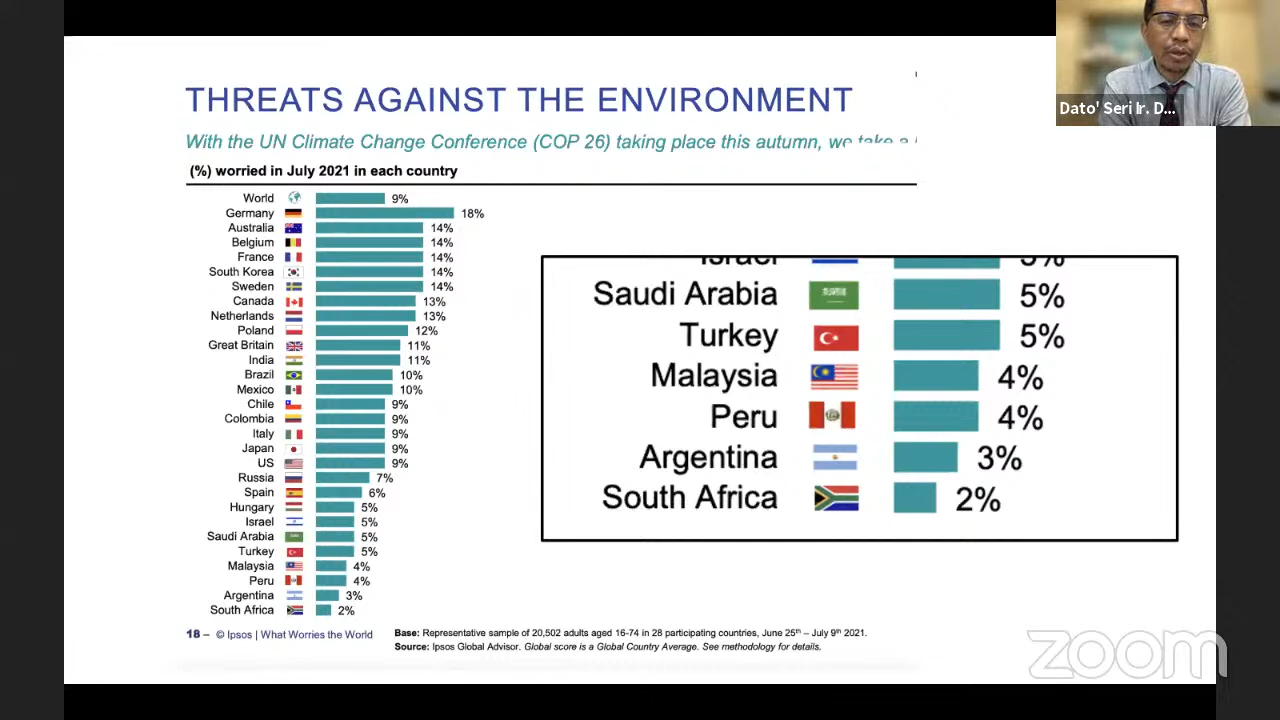 THREATS AGAINST THE ENVIRONMENT
With the UN Climate Change Conference (COP 26) taking place this autumn, we take a
(%) worried in July 2021 in each country
World 9%
Germany 18%
Australia 14%
Belgium 14%
France 14%
South Korea 14%
Sweden 14%
Canada 13%
Netherlands 13%
Poland 12%
Great Britain 11%
India 11%
Brazil 10%
Mexico 10%
Chile 9%
Colombia 9%
Italy 9%
Japan 9%
US 9%
Russia 7%
Spain 6%
Hungary 5%
Israel 5%
Saudi Arabia 5%
Turkey 5%
Malaysia 4%
Peru 4%
Argentina 3%
South Africa 2%
Israel 5%
Saudi Arabia 5%
Turkey 5%
Malaysia 4%
Peru 4%
Argentina 3%
South Africa 2%
18 – © Ipsos | What Worries the World
Base: Representative sample of 20,502 adults aged 16-74 in 28 participating countries, June 25th – July 9th 2021.
Source: Ipsos Global Advisor. Global score is a Global Country Average. See methodology for details.
Dato' Seri Ir. D...
zoom